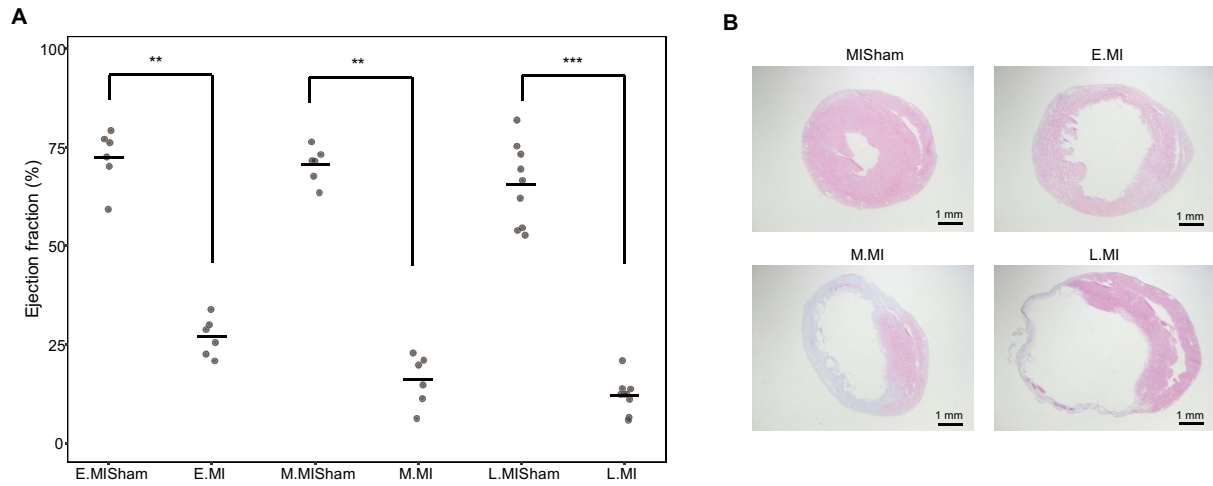 A
B
** ** ***
100
75
50
25
0
Ejection fraction (%)
E.MISham E.MI M.MISham M.MI L.MISham L.MI
MISham E.MI
1 mm 1 mm
M.MI L.MI
1 mm 1 mm